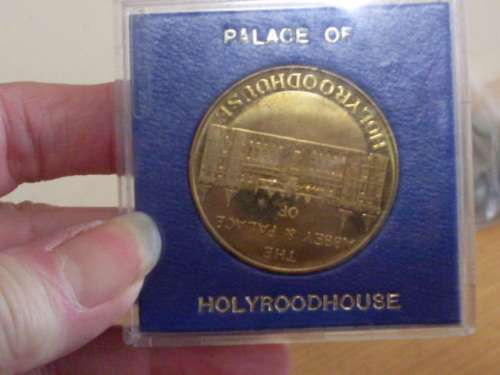 PALACE OF
THE
ABBEY & PALACE
OF
HOLYROODHOUSE
HOLYROODHOUSE